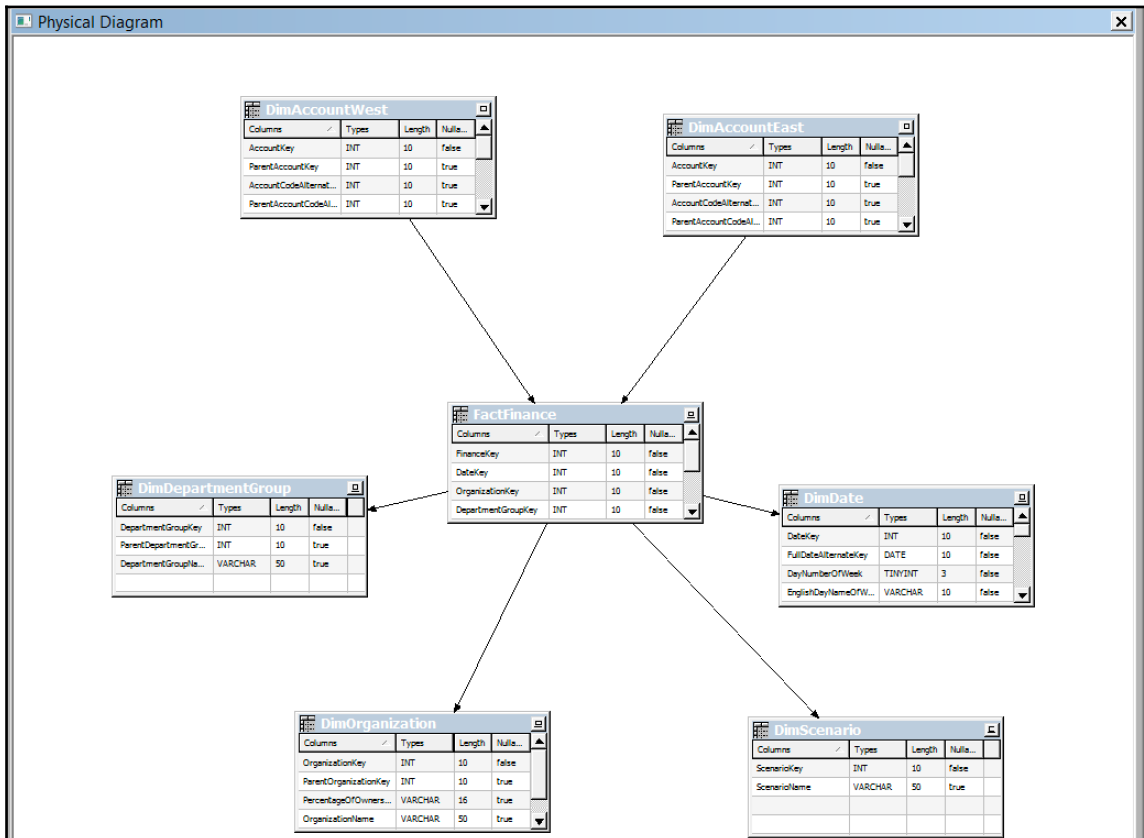 Physical Diagram
DimAccountWest
Columns Types Length Nulla...
AccountKey INT 10 false
ParentAccountKey INT 10 true
AccountCodeAlternat... INT 10 true
ParentAccountCodeAl... INT 10 true
DimAccountEast
Columns Types Length Nulla...
AccountKey INT 10 false
ParentAccountKey INT 10 true
AccountCodeAlternat... INT 10 true
ParentAccountCodeAl... INT 10 true
FactFinance
Columns Types Length Nulla...
FinanceKey INT 10 false
DateKey INT 10 false
OrganizationKey INT 10 false
DepartmentGroupKey INT 10 false
DimDepartmentGroup
Columns Types Length Nulla...
DepartmentGroupKey INT 10 false
ParentDepartmentGr... INT 10 true
DepartmentGroupNa... VARCHAR 50 true
DimDate
Columns Types Length Nulla...
DateKey INT 10 false
FullDateAlternateKey DATE 10 false
DayNumberOfWeek TINYINT 3 false
EnglishDayNameOfW... VARCHAR 10 false
DimOrganization
Columns Types Length Nulla...
OrganizationKey INT 10 false
ParentOrganizationKey INT 10 true
PercentageOfOwners... VARCHAR 16 true
OrganizationName VARCHAR 50 true
DimScenario
Columns Types Length Nulla...
ScenarioKey INT 10 false
ScenarioName VARCHAR 50 true